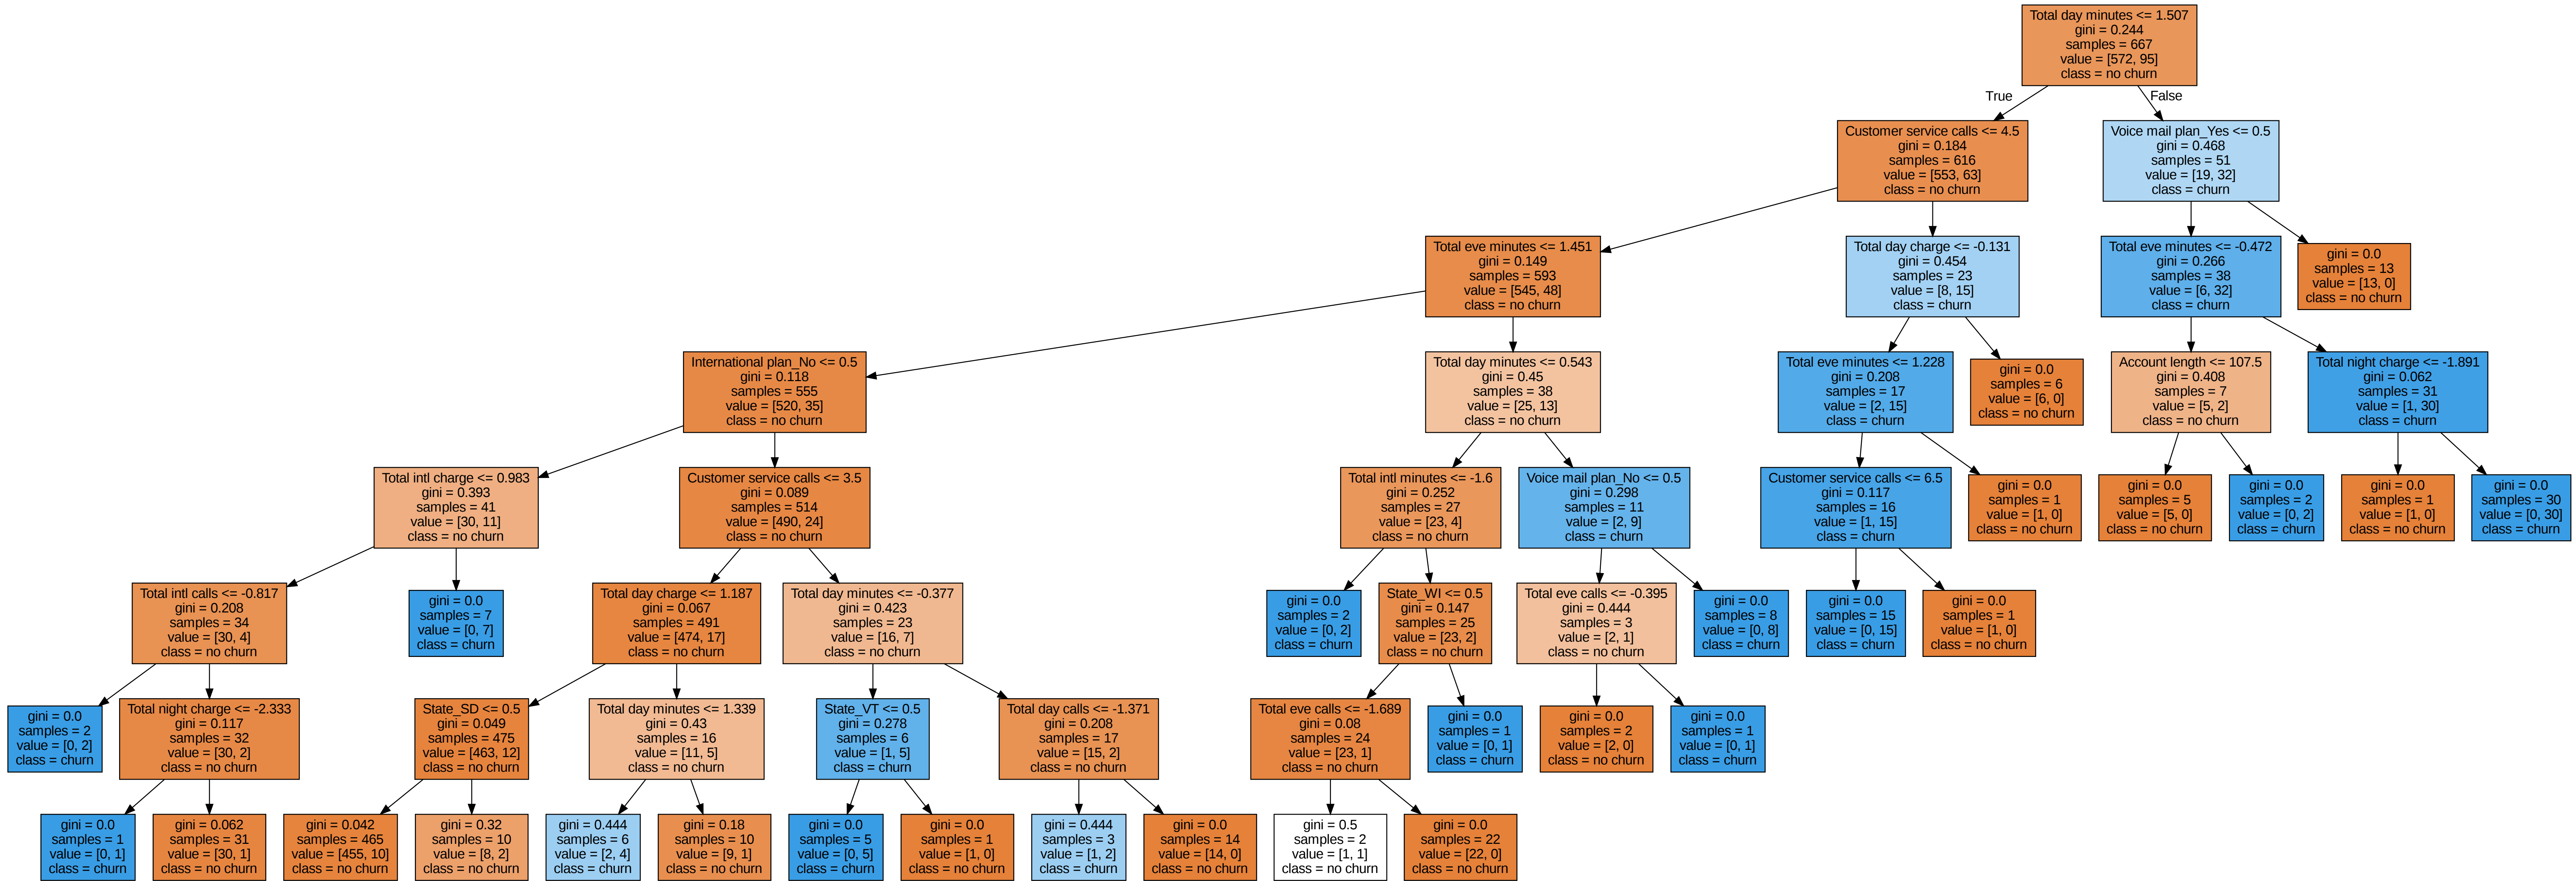 Total day minutes <= 1.507
gini = 0.244
samples = 667
value = [572, 95]
class = no churn
True
False
Customer service calls <= 4.5
gini = 0.184
samples = 616
value = [553, 63]
class = no churn
Voice mail plan_Yes <= 0.5
gini = 0.468
samples = 51
value = [19, 32]
class = churn
Total eve minutes <= 1.451
gini = 0.149
samples = 593
value = [545, 48]
class = no churn
Total day charge <= -0.131
gini = 0.454
samples = 23
value = [8, 15]
class = churn
Total eve minutes <= -0.472
gini = 0.266
samples = 38
value = [6, 32]
class = churn
gini = 0.0
samples = 13
value = [13, 0]
class = no churn
International plan_No <= 0.5
gini = 0.118
samples = 555
value = [520, 35]
class = no churn
Total day minutes <= 0.543
gini = 0.45
samples = 38
value = [25, 13]
class = no churn
Total eve minutes <= 1.228
gini = 0.208
samples = 17
value = [2, 15]
class = churn
gini = 0.0
samples = 6
value = [6, 0]
class = no churn
Account length <= 107.5
gini = 0.408
samples = 7
value = [5, 2]
class = no churn
Total night charge <= -1.891
gini = 0.062
samples = 31
value = [1, 30]
class = churn
Total intl charge <= 0.983
gini = 0.393
samples = 41
value = [30, 11]
class = no churn
Customer service calls <= 3.5
gini = 0.089
samples = 514
value = [490, 24]
class = no churn
Total intl minutes <= -1.6
gini = 0.252
samples = 27
value = [23, 4]
class = no churn
Voice mail plan_No <= 0.5
gini = 0.298
samples = 11
value = [2, 9]
class = churn
Customer service calls <= 6.5
gini = 0.117
samples = 16
value = [1, 15]
class = churn
gini = 0.0
samples = 1
value = [1, 0]
class = no churn
gini = 0.0
samples = 5
value = [5, 0]
class = no churn
gini = 0.0
samples = 2
value = [0, 2]
class = churn
gini = 0.0
samples = 1
value = [1, 0]
class = no churn
gini = 0.0
samples = 30
value = [0, 30]
class = churn
Total intl calls <= -0.817
gini = 0.208
samples = 34
value = [30, 4]
class = no churn
gini = 0.0
samples = 7
value = [0, 7]
class = churn
Total day charge <= 1.187
gini = 0.067
samples = 491
value = [474, 17]
class = no churn
Total day minutes <= -0.377
gini = 0.423
samples = 23
value = [16, 7]
class = no churn
gini = 0.0
samples = 2
value = [0, 2]
class = churn
State_WI <= 0.5
gini = 0.147
samples = 25
value = [23, 2]
class = no churn
Total eve calls <= -0.395
gini = 0.444
samples = 3
value = [2, 1]
class = no churn
gini = 0.0
samples = 8
value = [0, 8]
class = churn
gini = 0.0
samples = 15
value = [0, 15]
class = churn
gini = 0.0
samples = 1
value = [1, 0]
class = no churn
gini = 0.0
samples = 2
value = [0, 2]
class = churn
Total night charge <= -2.333
gini = 0.117
samples = 32
value = [30, 2]
class = no churn
State_SD <= 0.5
gini = 0.049
samples = 475
value = [463, 12]
class = no churn
Total day minutes <= 1.339
gini = 0.43
samples = 16
value = [11, 5]
class = no churn
State_VT <= 0.5
gini = 0.278
samples = 6
value = [1, 5]
class = churn
Total day calls <= -1.371
gini = 0.208
samples = 17
value = [15, 2]
class = no churn
Total eve calls <= -1.689
gini = 0.08
samples = 24
value = [23, 1]
class = no churn
gini = 0.0
samples = 1
value = [0, 1]
class = churn
gini = 0.0
samples = 2
value = [2, 0]
class = no churn
gini = 0.0
samples = 1
value = [0, 1]
class = churn
gini = 0.0
samples = 1
value = [0, 1]
class = churn
gini = 0.062
samples = 31
value = [30, 1]
class = no churn
gini = 0.042
samples = 465
value = [455, 10]
class = no churn
gini = 0.32
samples = 10
value = [8, 2]
class = no churn
gini = 0.444
samples = 6
value = [2, 4]
class = churn
gini = 0.18
samples = 10
value = [9, 1]
class = no churn
gini = 0.0
samples = 5
value = [0, 5]
class = churn
gini = 0.0
samples = 1
value = [1, 0]
class = no churn
gini = 0.444
samples = 3
value = [1, 2]
class = churn
gini = 0.0
samples = 14
value = [14, 0]
class = no churn
gini = 0.5
samples = 2
value = [1, 1]
class = no churn
gini = 0.0
samples = 22
value = [22, 0]
class = no churn